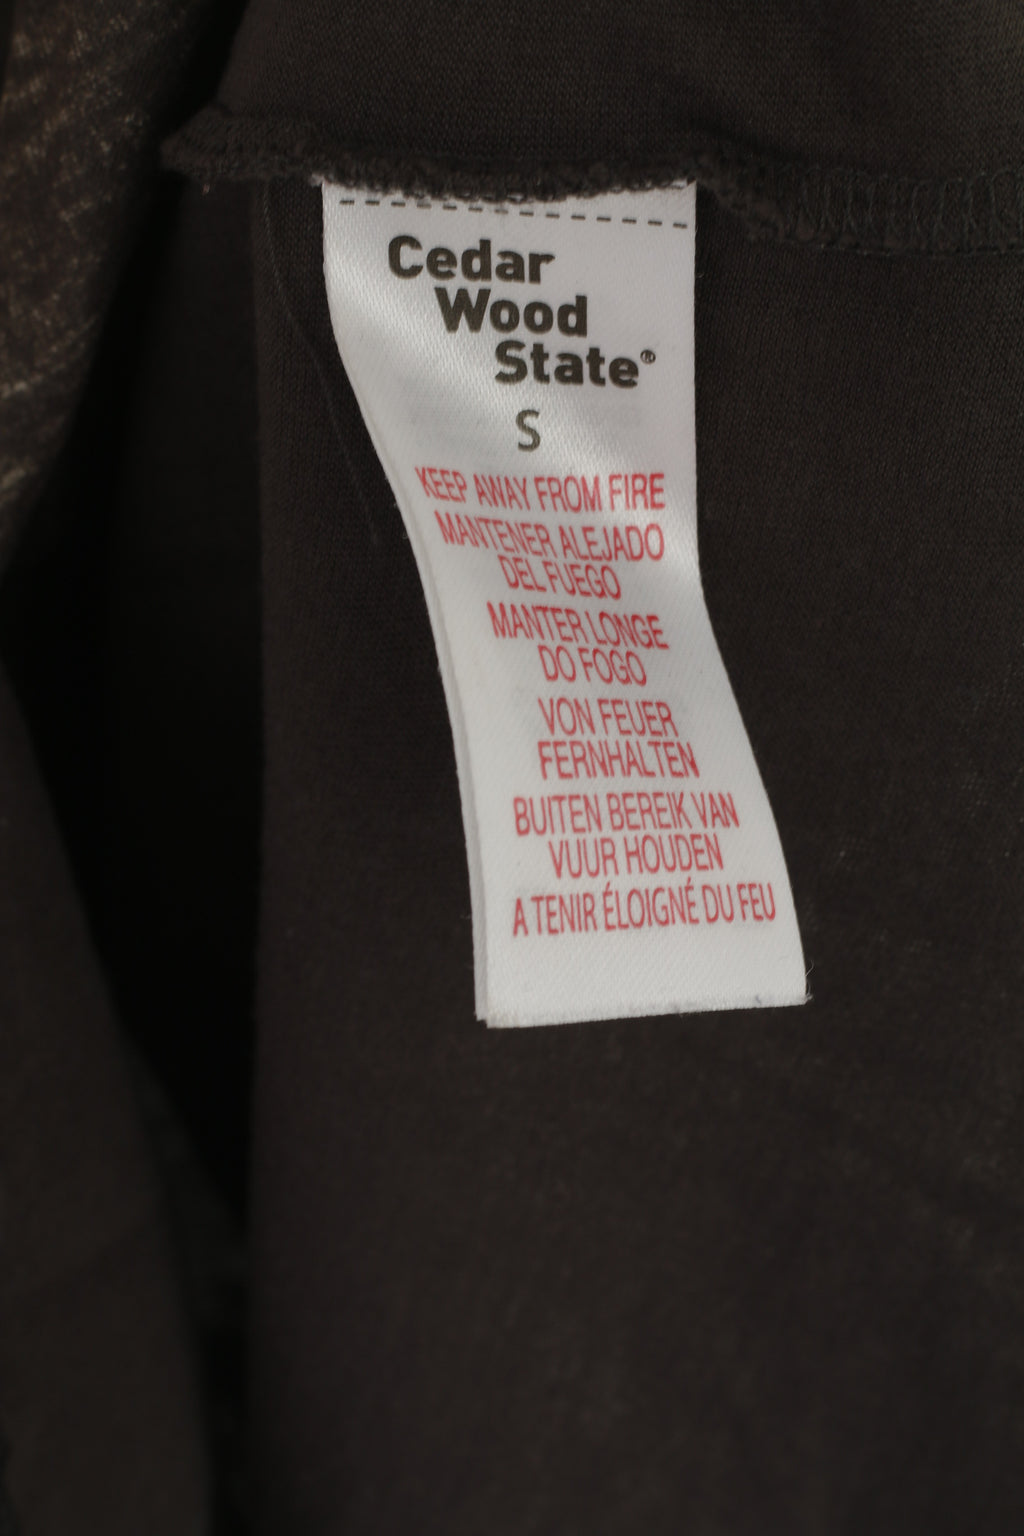 Cedar
Wood
State®
S
KEEP AWAY FROM FIRE
MANTENER ALEJADO
DEL FUEGO
MANTER LONGE
DO FOGO
VON FEUER
FERNHALTEN
BUITEN BEREIK VAN
VUUR HOUDEN
A TENIR ÉLOIGNÉ DU FEU